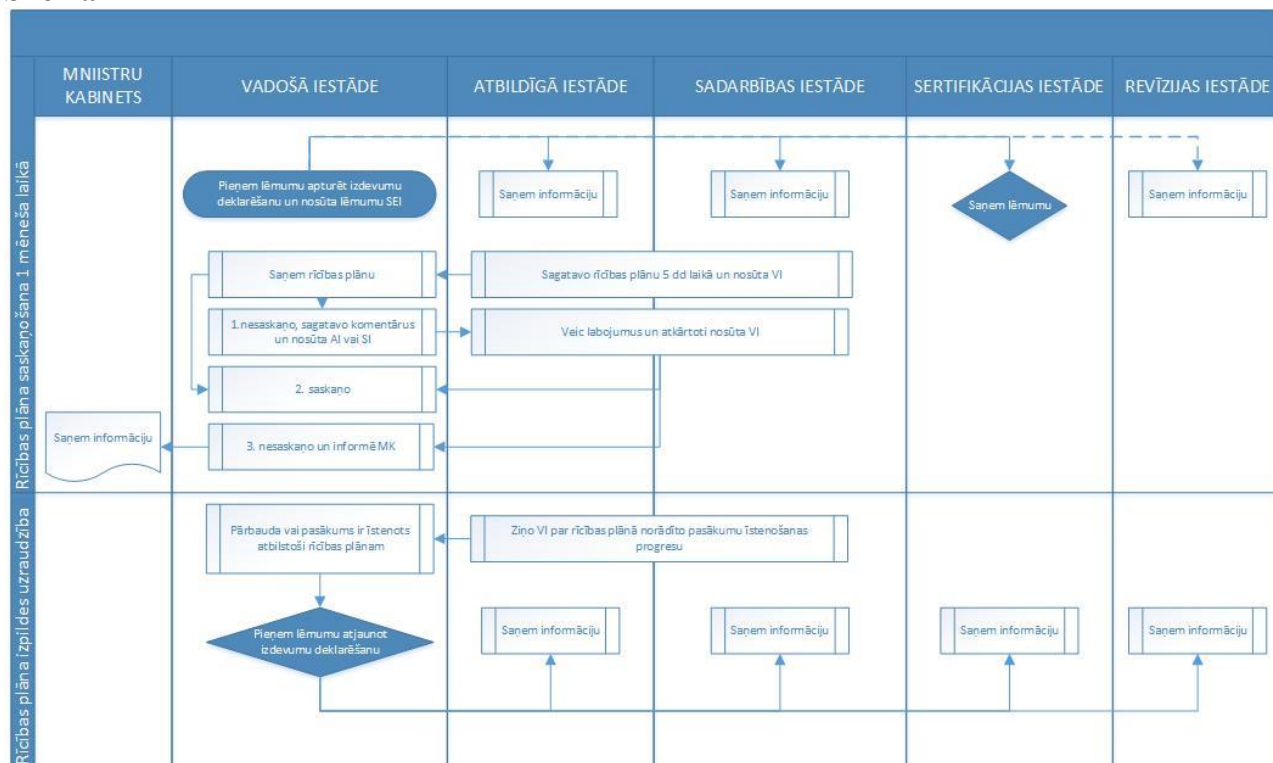 MNIISTRU
KABINETS
VADOŠĀ IESTĀDE
ATBILDĪGĀ IESTĀDE
SADARBĪBAS IESTĀDE
SERTIFIKĀCIJAS IESTĀDE
REVĪZIJAS IESTĀDE
Rīcības plāna saskaņošana 1 mēneša laikā
Pieņem lēmumu apturēt izdevumu
deklarēšanu un nosūta lēmumu SEI
Saņem informāciju
Saņem informāciju
Saņem lēmumu
Saņem informāciju
Saņem rīcības plānu
Sagatavo rīcības plānu 5 dd laikā un nosūta VI
1.nesaskaņo, sagatavo komentārus
un nosūta AI vai SI
Veic labojumus un atkārtoti nosūta VI
2. saskaņo
Saņem informāciju
3. nesaskaņo un informē MK
Rīcības plāna izpildes uzraudzība
Pārbauda vai pasākums ir īstenots
atbilstoši rīcības plānam
Ziņo VI par rīcības plānā norādīto pasākumu īstenošanas
progresu
Pieņem lēmumu atjaunot
izdevumu deklarēšanu
Saņem informāciju
Saņem informāciju
Saņem informāciju
Saņem informāciju